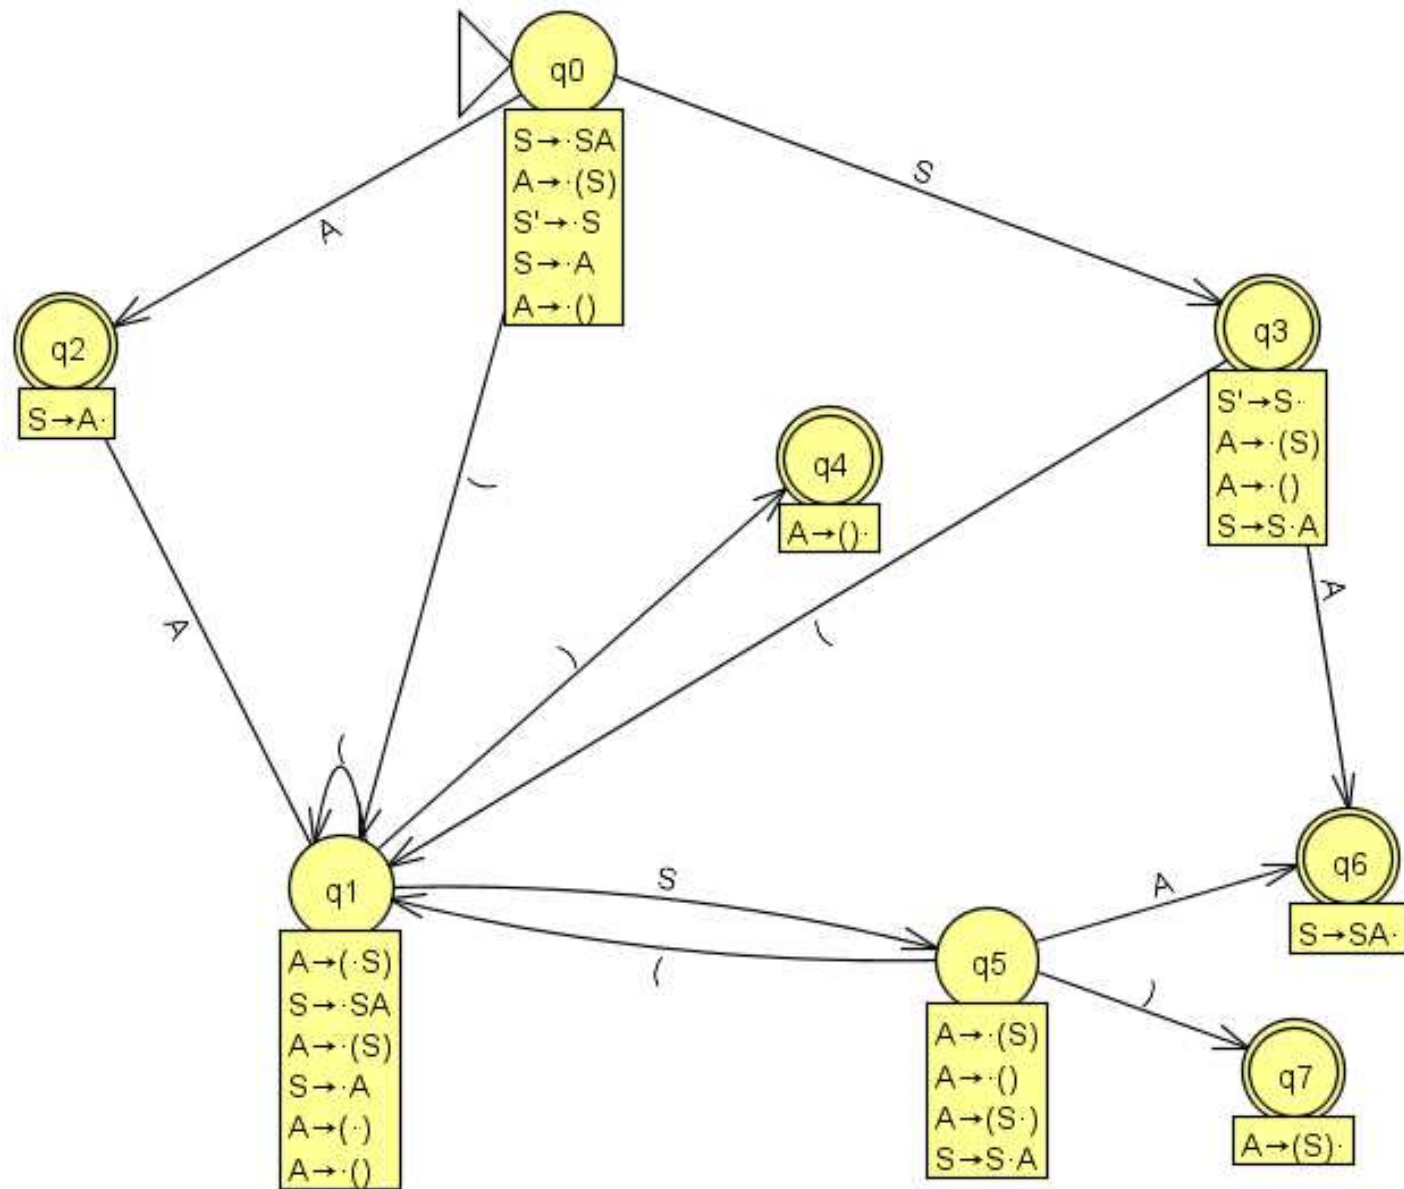 q0
S→·SA
A→·(S)
S'→·S
S→·A
A→·()
S
A
q2
S→A·
q3
S'→S·
A→·(S)
A→·()
S→S·A
q4
A→()·
(
A
)
(
A
(
q1
A→(·S)
S→·SA
A→·(S)
S→·A
A→(·)
A→·()
S
(
q5
A→·(S)
A→·()
A→(S·)
S→S·A
A
)
q6
S→SA·
q7
A→(S)·